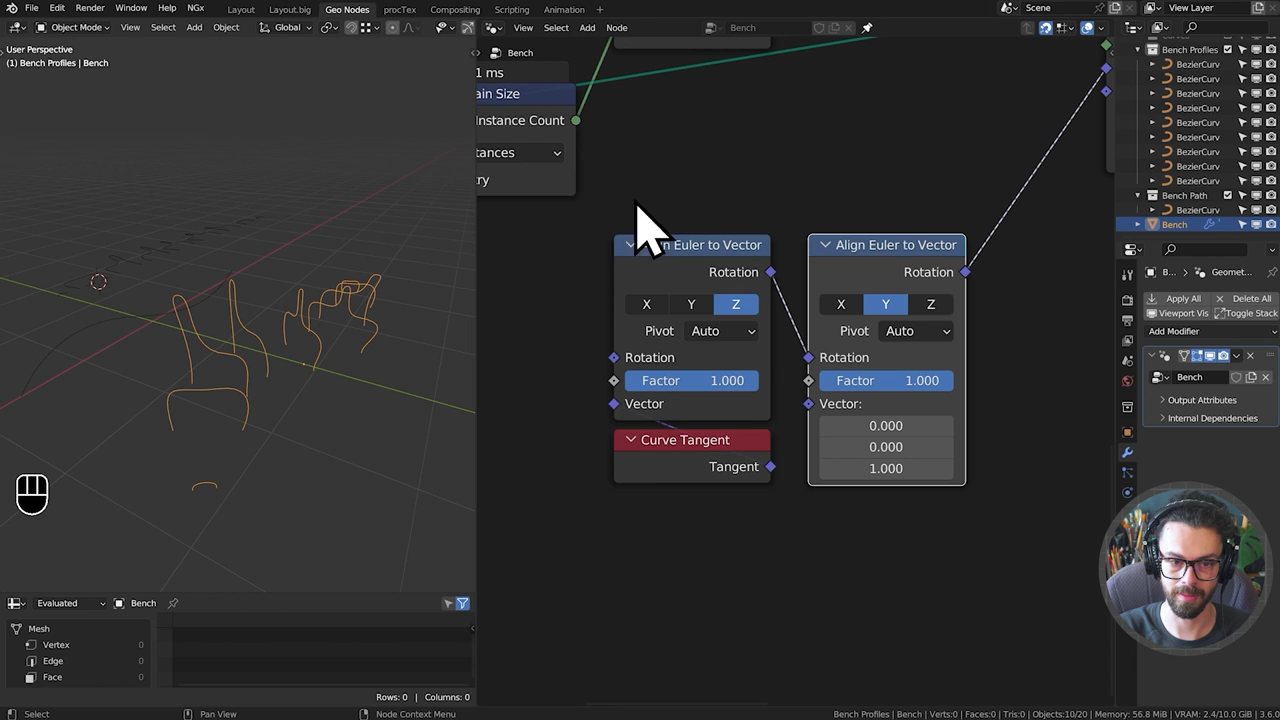 File Edit Render Window Help NGx Layout Layout.big Geo Nodes procTex Compositing Scripting Animation + Scene View Layer
Object Mode View Select Add Object Global View Select Add Node Bench
User Perspective
(1) Bench Profiles | Bench
Bench
1 ms
ain Size
Instance Count
tances
ry
Align Euler to Vector
Rotation
X Y Z
Pivot Auto
Rotation
Factor 1.000
Vector
Curve Tangent
Tangent
Align Euler to Vector
Rotation
X Y Z
Pivot Auto
Rotation
Factor 1.000
Vector:
0.000
0.000
1.000
Bench Profiles
BezierCurv
BezierCurv
BezierCurv
BezierCurv
BezierCurv
BezierCurv
BezierCurv
BezierCurv
BezierCurv
Bench Path
BezierCurv
Bench
B... Geomet...
Apply All Delete All
Viewport Vis Toggle Stack
Add Modifier
Bench
Output Attributes
Internal Dependencies
Evaluated Bench
Mesh
Vertex 0
Edge 0
Face 0
Rows: 0 | Columns: 0
Select Pan View Node Context Menu Bench Profiles | Bench | Verts:0 | Faces:0 | Tris:0 | Objects:10/20 | Memory: 56.8 MiB | VRAM: 2.4/10.0 GiB | 3.6.0